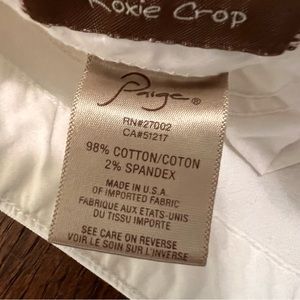 Roxie Crop
Paige®
RN#27002
CA#51217
98% COTTON/COTON
2% SPANDEX
MADE IN U.S.A.
OF IMPORTED FABRIC
FABRIQUE AUX ETATS-UNIS
DU TISSU IMPORTE
SEE CARE ON REVERSE
VOIR LE SOIN SUR L'INVERSE